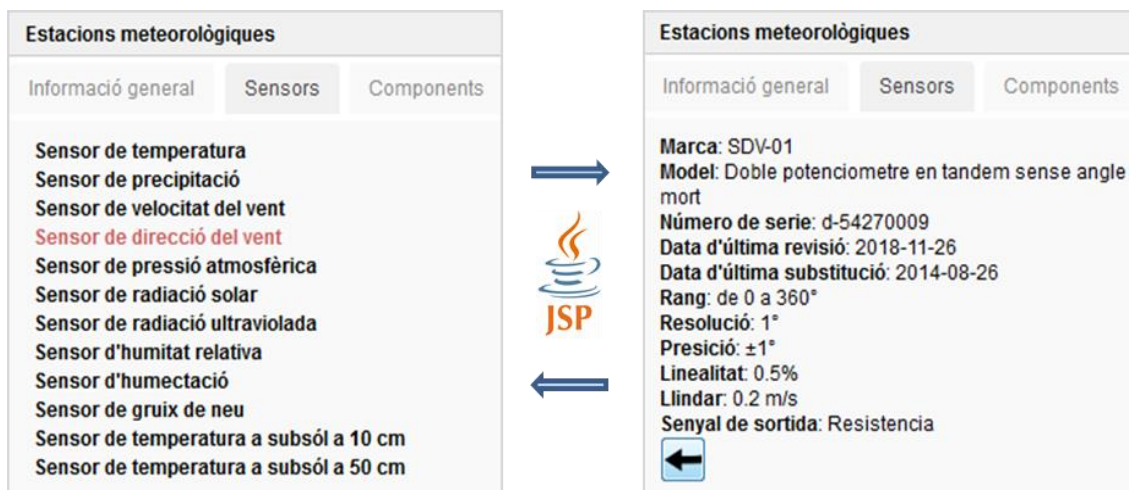 Estacions meteorològiques
Informació general Sensors Components
Sensor de temperatura
Sensor de precipitació
Sensor de velocitat del vent
Sensor de direcció del vent
Sensor de pressió atmosfèrica
Sensor de radiació solar
Sensor de radiació ultraviolada
Sensor d'humitat relativa
Sensor d'humectació
Sensor de gruix de neu
Sensor de temperatura a subsól a 10 cm
Sensor de temperatura a subsól a 50 cm
JSP
Estacions meteorològiques
Informació general Sensors Components
Marca: SDV-01
Model: Doble potenciometre en tandem sense angle
mort
Número de serie: d-54270009
Data d'última revisió: 2018-11-26
Data d'última substitució: 2014-08-26
Rang: de 0 a 360°
Resolució: 1°
Presició: ±1°
Linealitat: 0.5%
Llindar: 0.2 m/s
Senyal de sortida: Resistencia